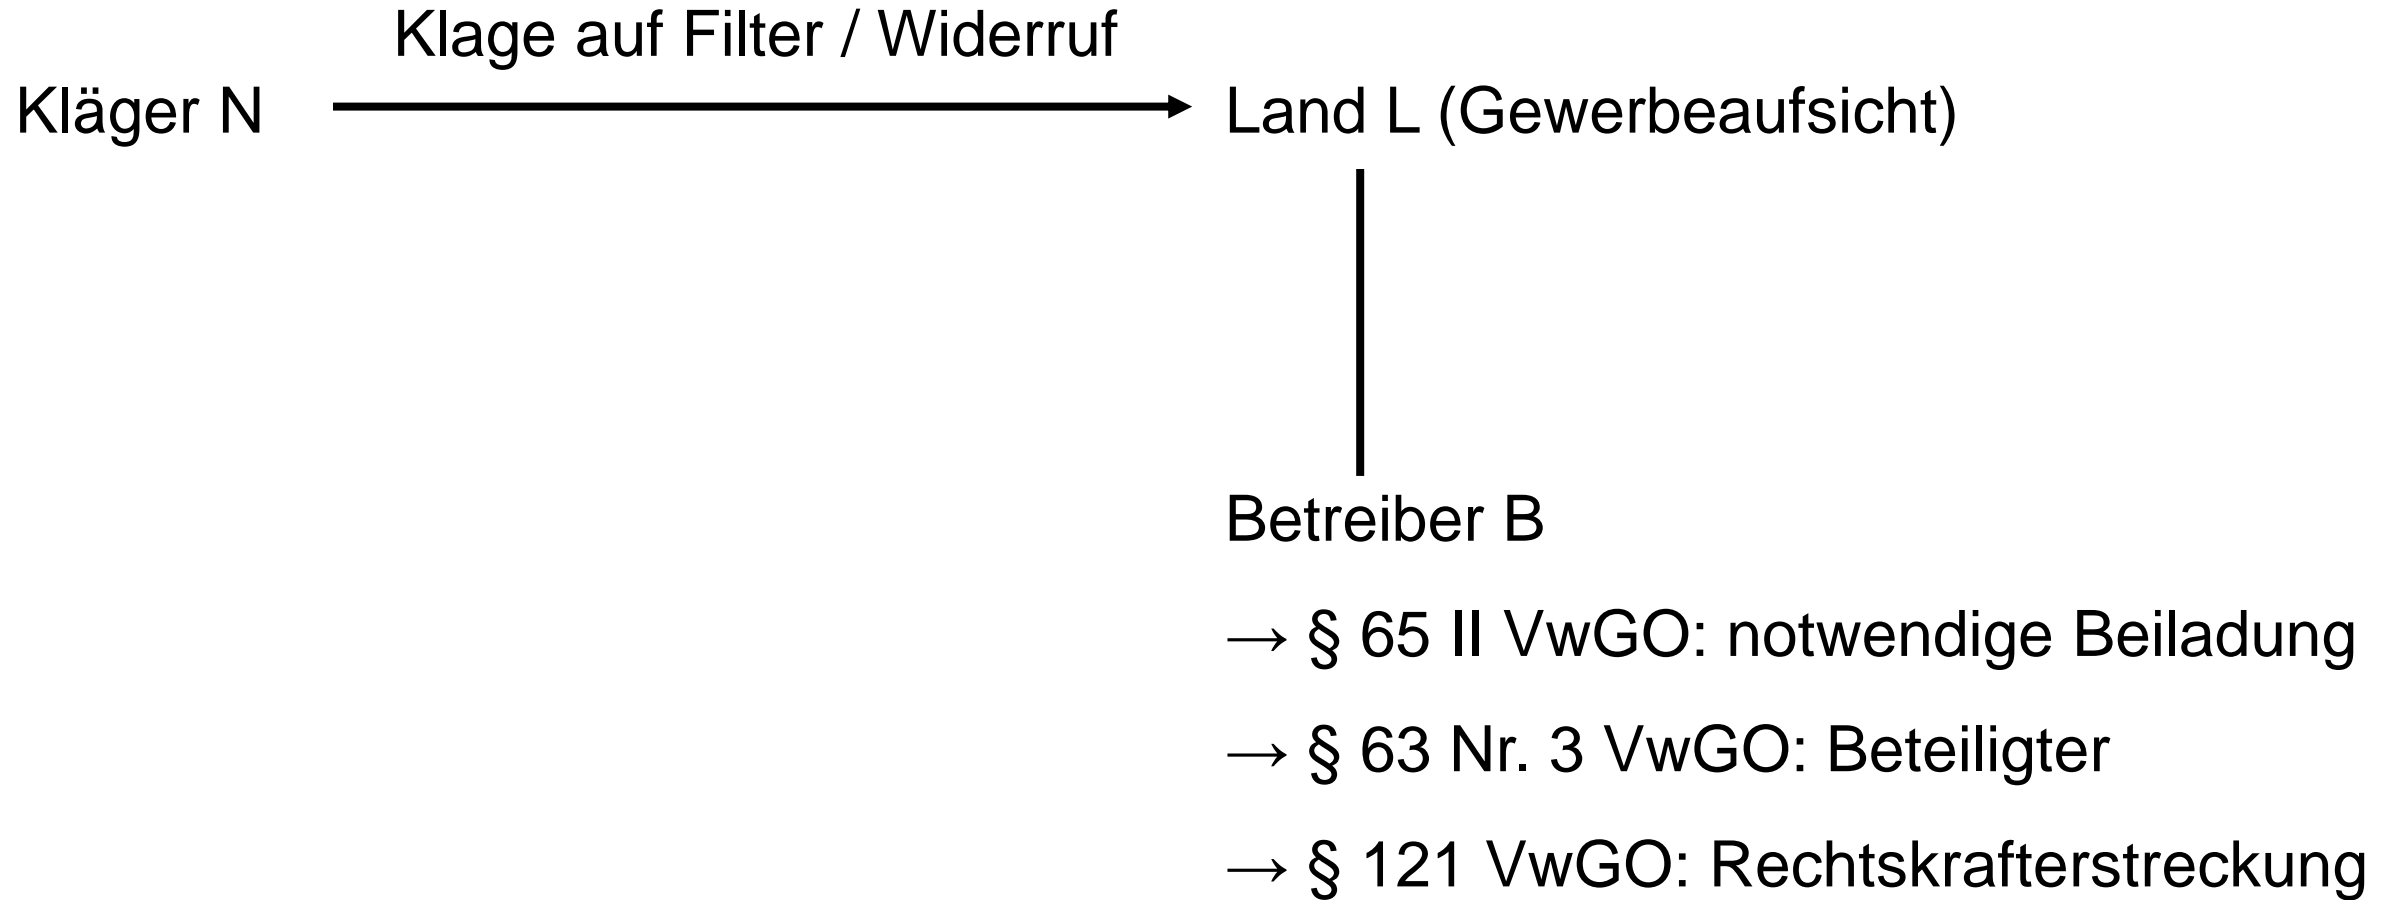 Klage auf Filter / Widerruf
Kläger N
Land L (Gewerbeaufsicht)
Betreiber B
→ § 65 II VwGO: notwendige Beiladung
→ § 63 Nr. 3 VwGO: Beteiligter
→ § 121 VwGO: Rechtskrafterstreckung